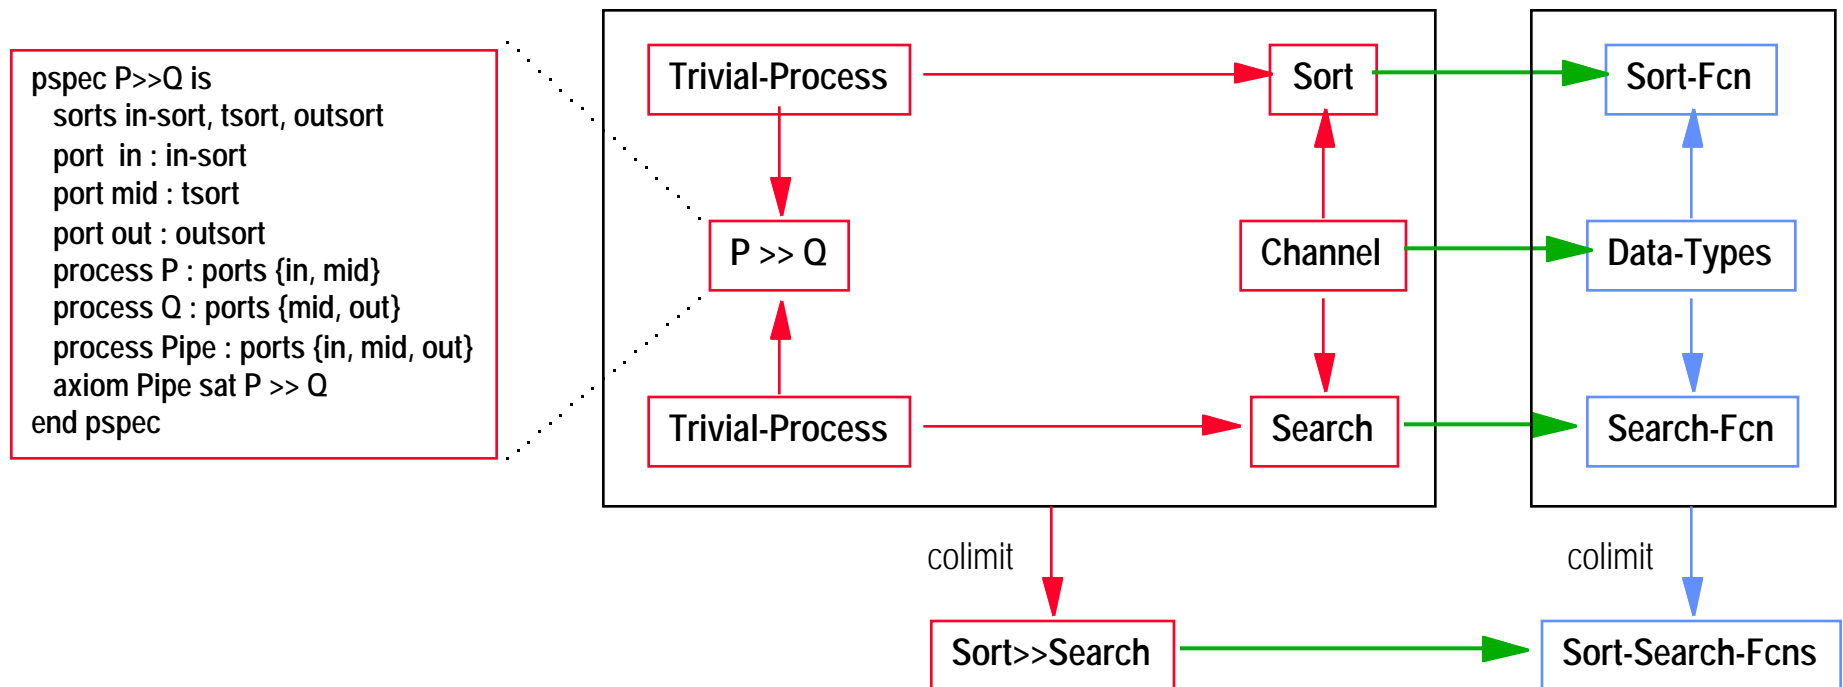 pspec P>>Q is
sorts in-sort, tsort, outsort
port in : in-sort
port mid : tsort
port out : outsort
process P : ports {in, mid}
process Q : ports {mid, out}
process Pipe : ports {in, mid, out}
axiom Pipe sat P >> Q
end pspec
Trivial-Process
Sort
Sort-Fcn
P >> Q
Channel
Data-Types
Trivial-Process
Search
Search-Fcn
colimit
colimit
Sort>>Search
Sort-Search-Fcns